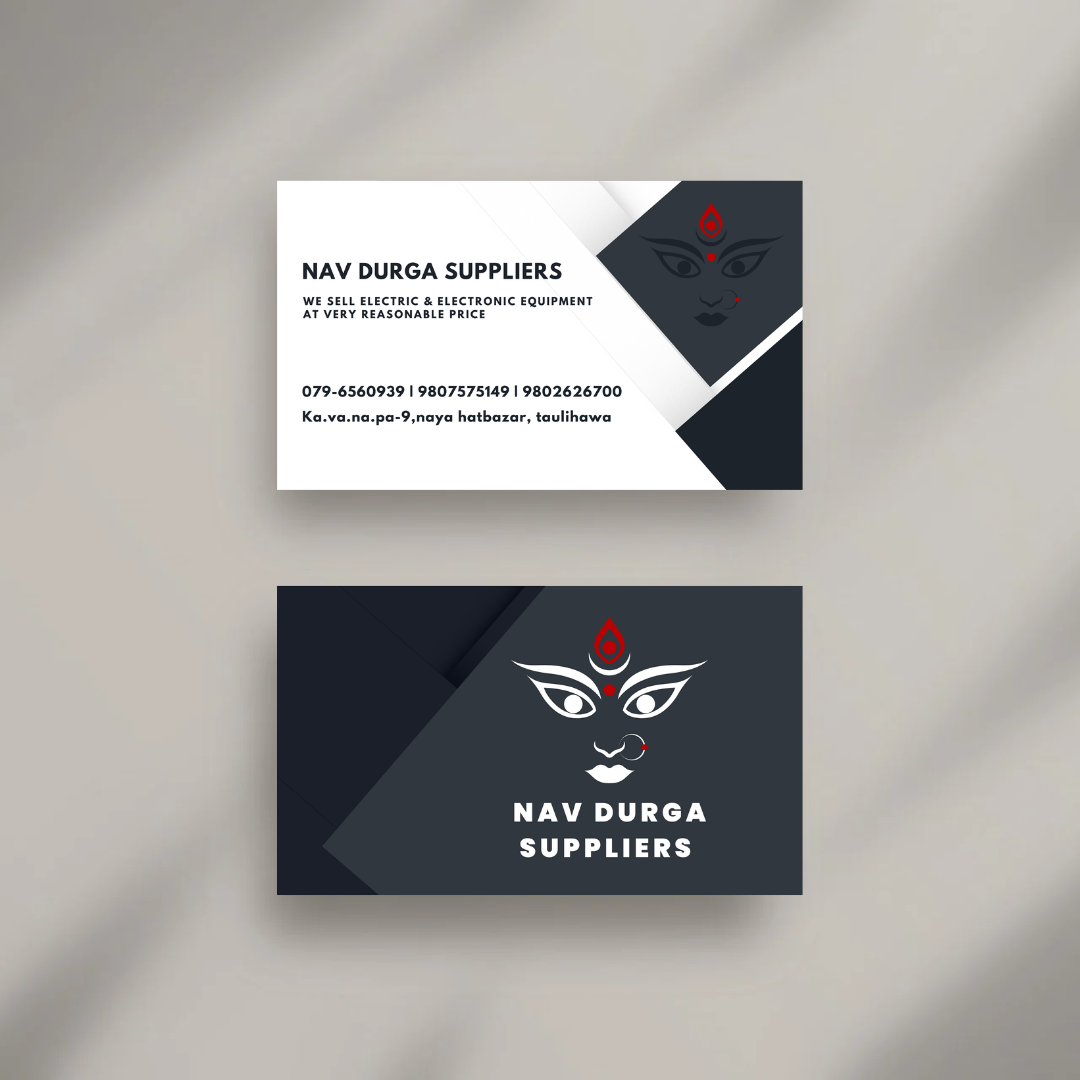 NAV DURGA SUPPLIERS
WE SELL ELECTRIC & ELECTRONIC EQUIPMENT
AT VERY REASONABLE PRICE
079-6560939 | 9807575149 | 9802626700
Ka.va.na.pa-9,naya hatbazar, taulihawa
NAV DURGA
SUPPLIERS